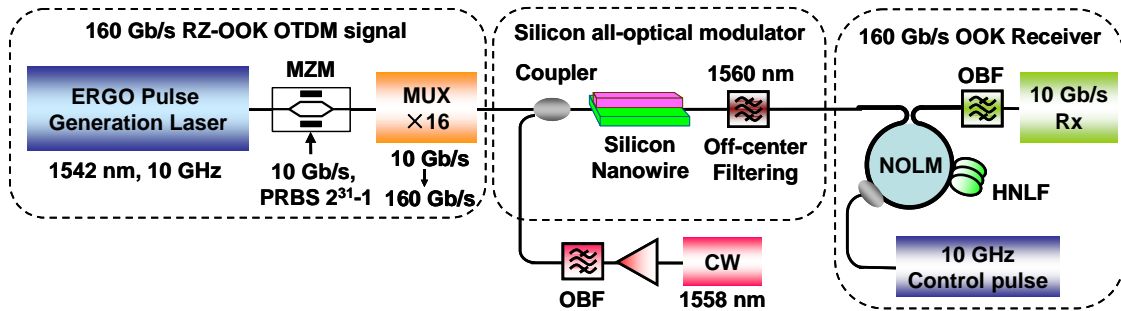 160 Gb/s RZ-OOK OTDM signal
MZM
ERGO Pulse
Generation Laser
MUX
×16
1542 nm, 10 GHz
10 Gb/s,
PRBS 2³¹-1
10 Gb/s
160 Gb/s
Silicon all-optical modulator
Coupler
1560 nm
Silicon
Nanowire
Off-center
Filtering
OBF
CW
1558 nm
160 Gb/s OOK Receiver
OBF
10 Gb/s
Rx
NOLM
HNLF
10 GHz
Control pulse